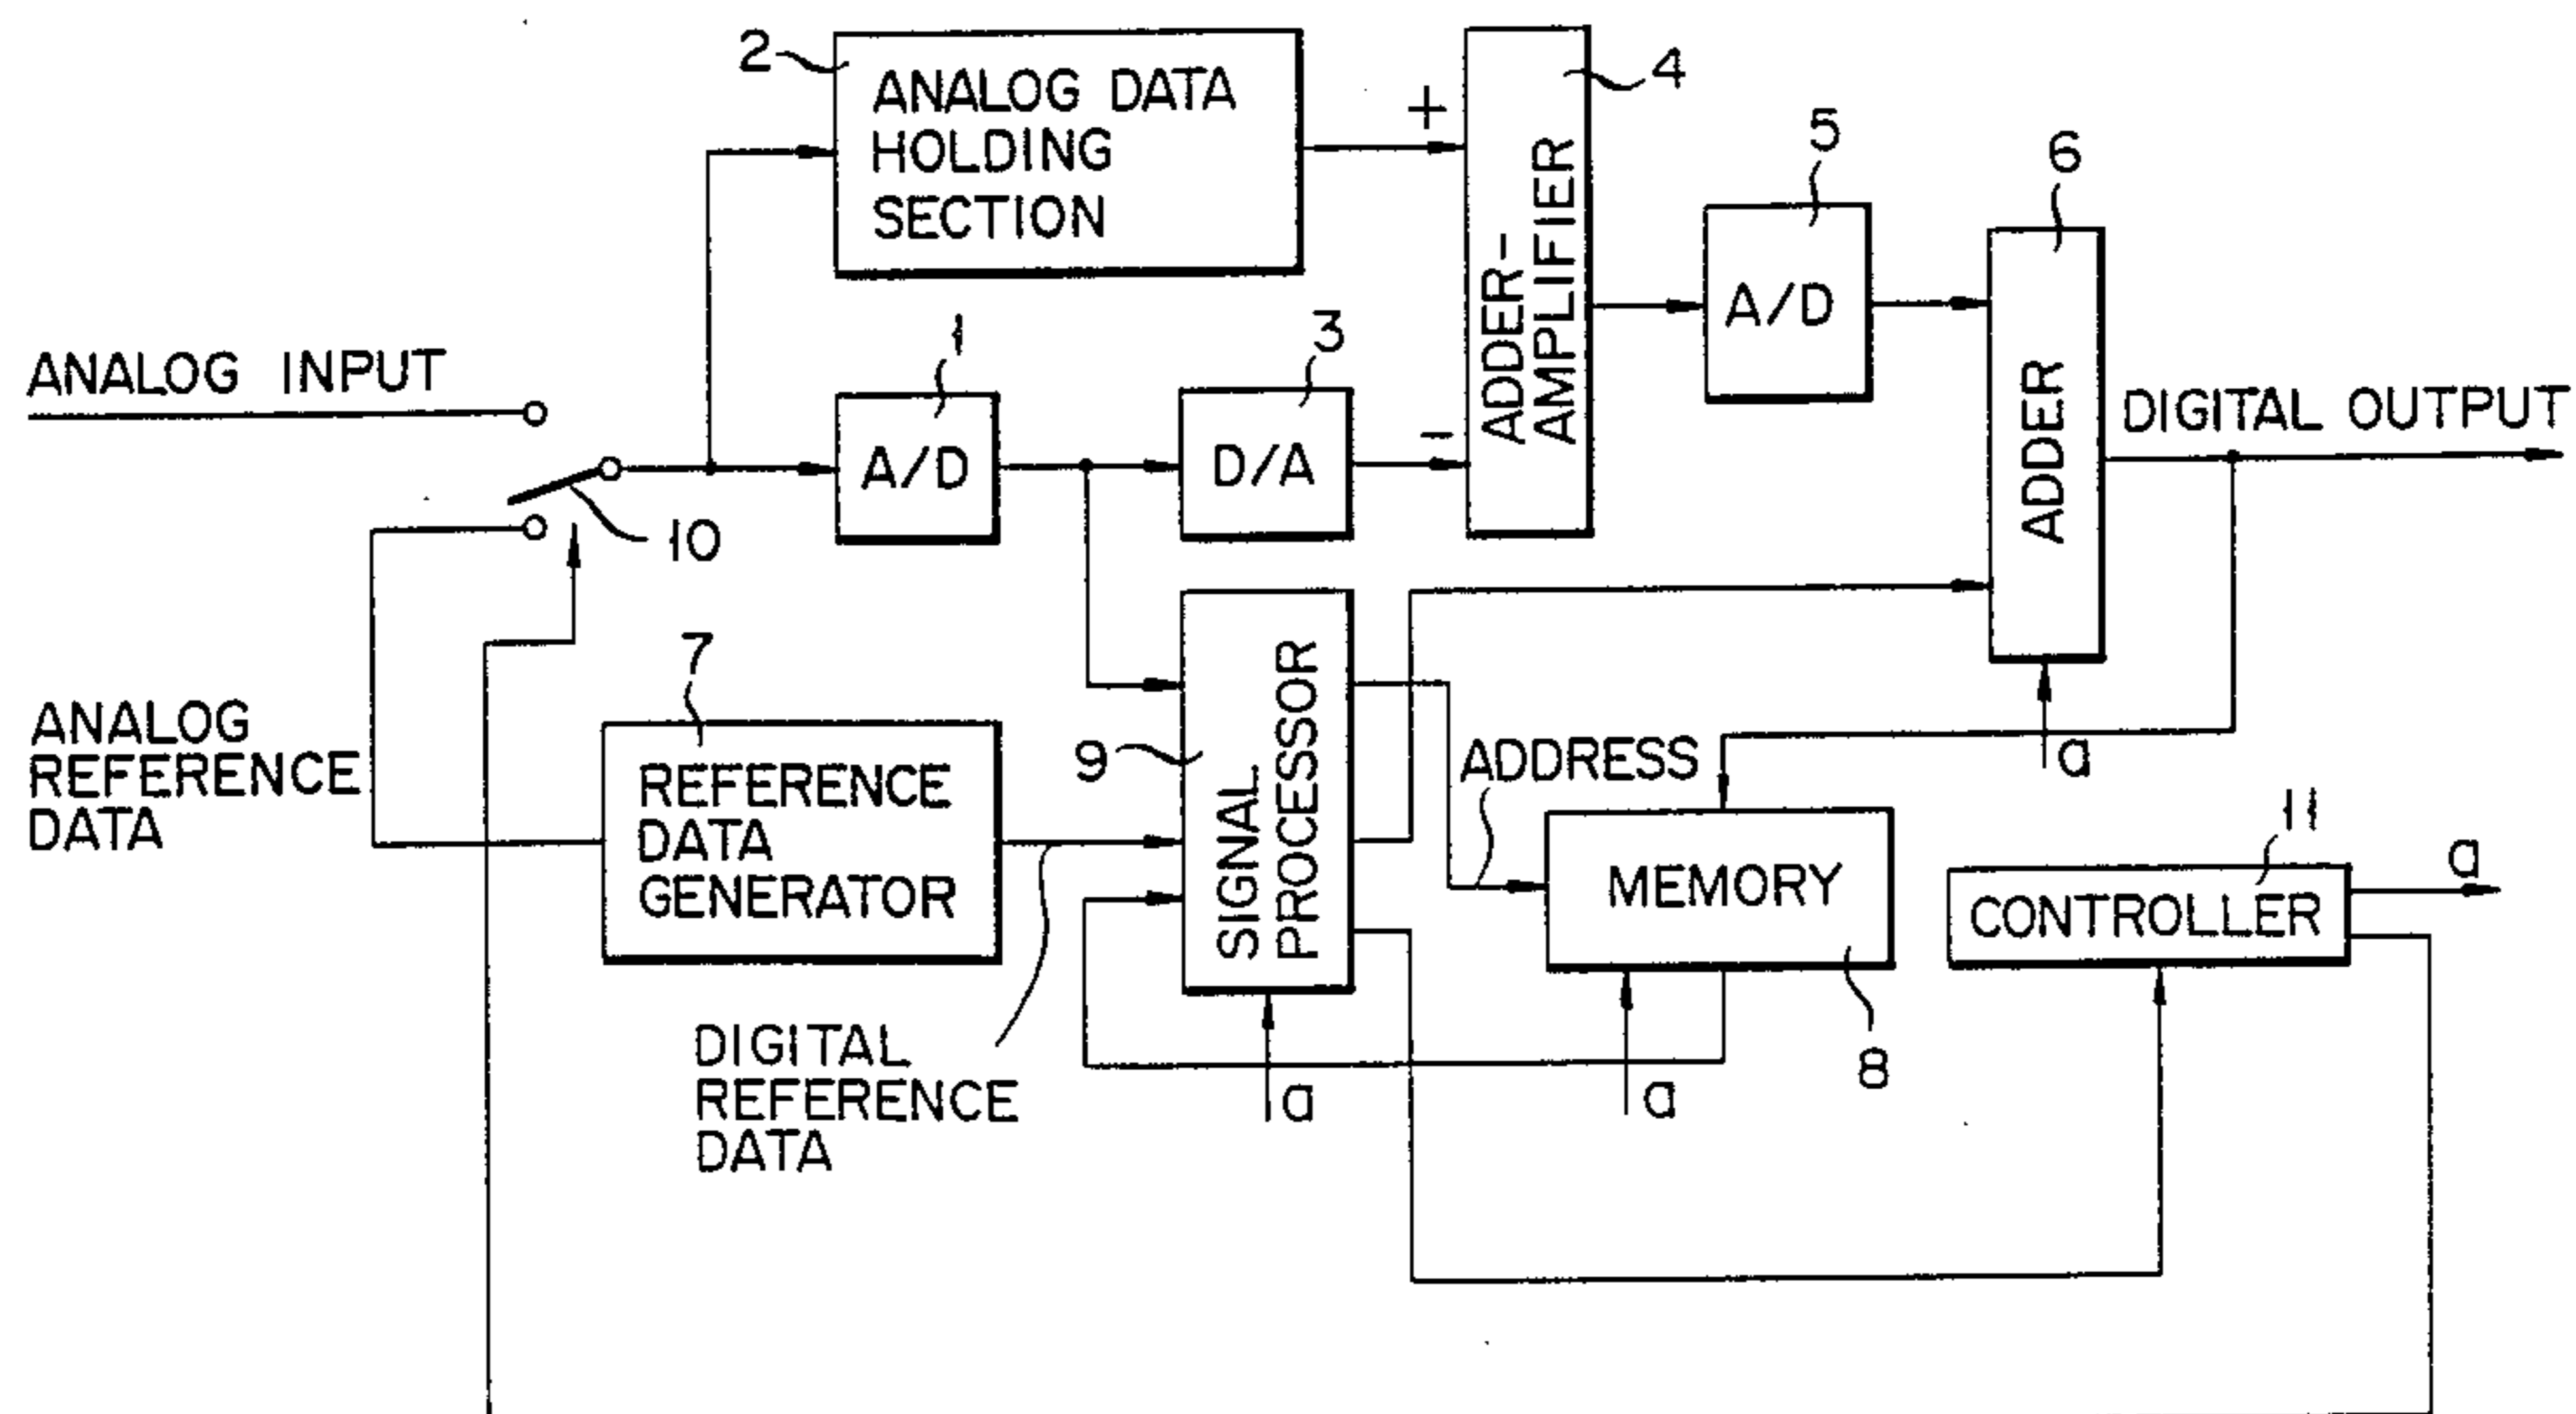 2
ANALOG DATA
HOLDING
SECTION
+
4
ADDER-
AMPLIFIER
5
A/D
6
ADDER
ANALOG INPUT
1
A/D
3
D/A
-
DIGITAL OUTPUT
10
ANALOG
REFERENCE
DATA
7
REFERENCE
DATA
GENERATOR
9
SIGNAL
PROCESSOR
ADDRESS
a
MEMORY
8
11
CONTROLLER
a
DIGITAL
REFERENCE
DATA
a
a